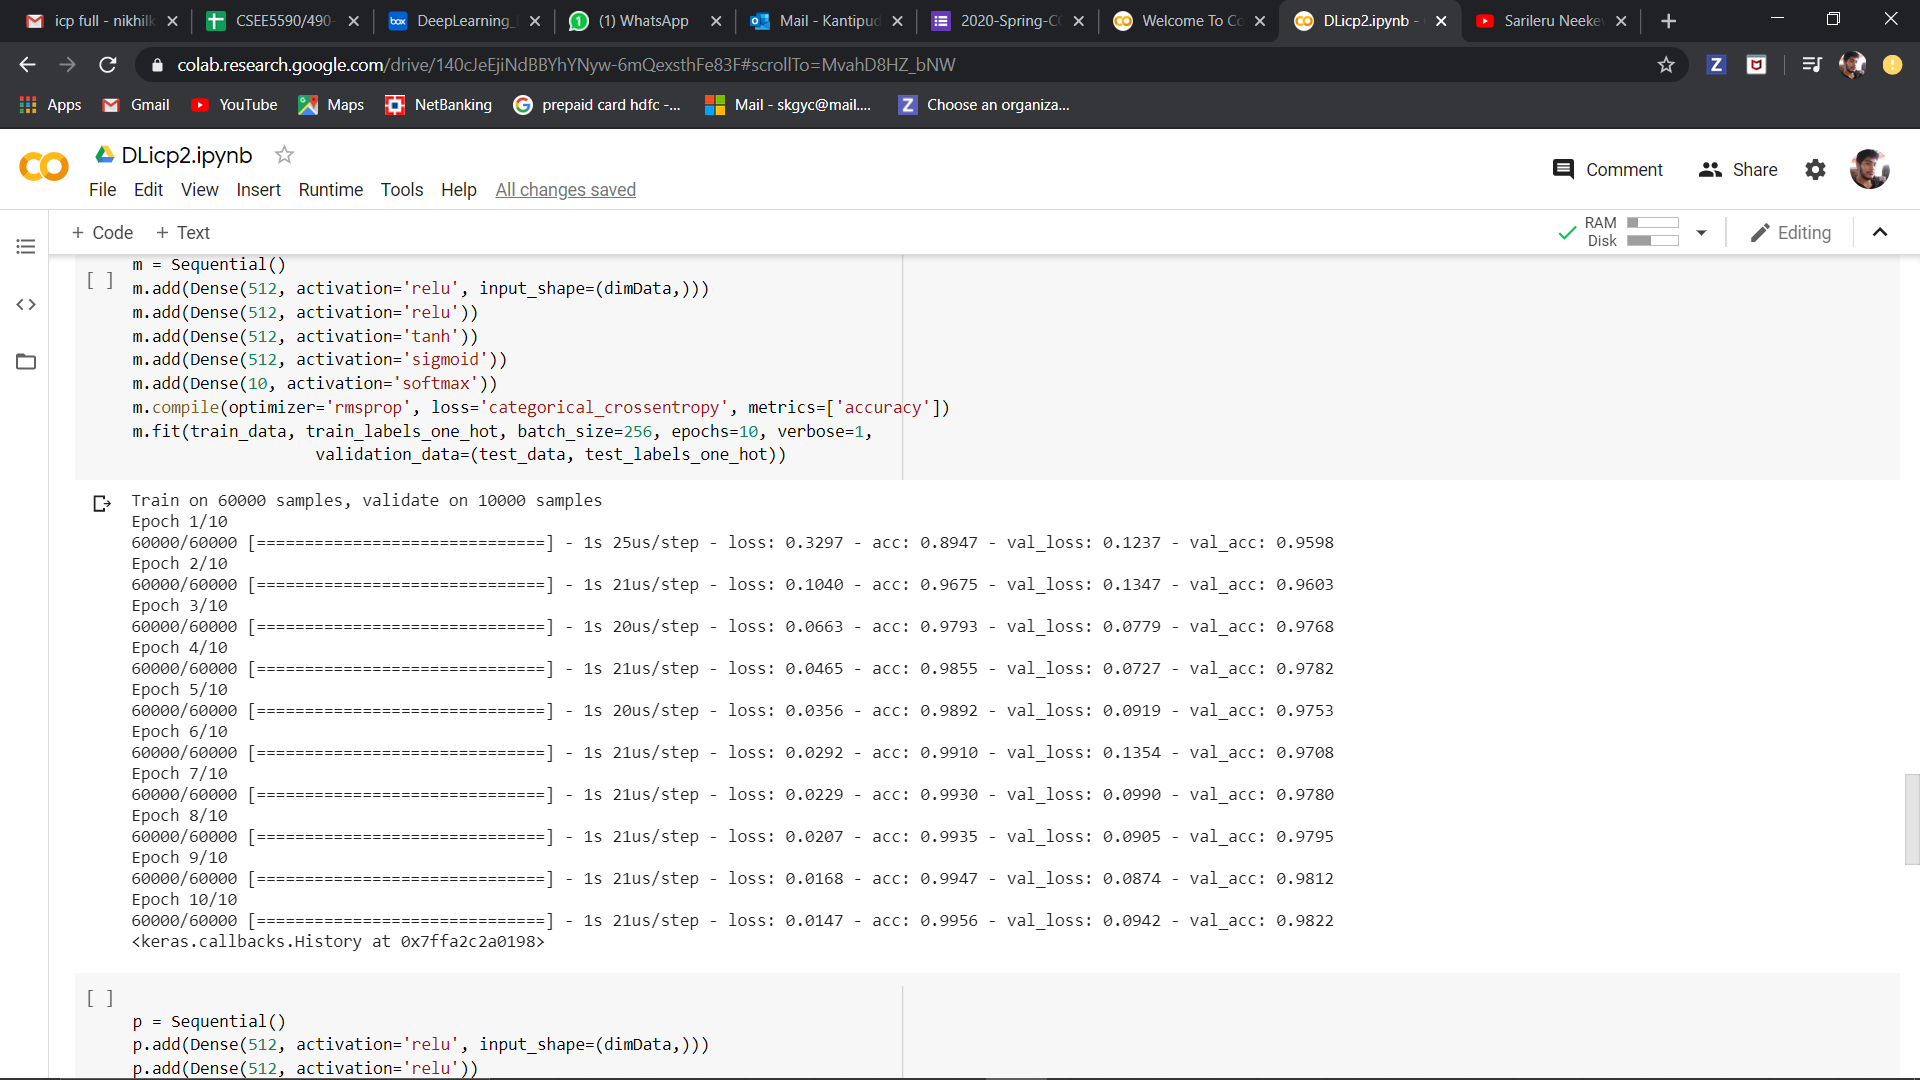 icp full - nikhilk
CSEE5590/490-
box DeepLearning_
(1) WhatsApp
Mail - Kantipud
2020-Spring-C
Welcome To Co
DLicp2.ipynb -
Sarileru Neeke
colab.research.google.com/drive/140cJeEjiNdBBYhYNyw-6mQexsthFe83F#scrollTo=MvahD8HZ_bNW
Apps Gmail YouTube Maps NetBanking prepaid card hdfc -... Mail - skgyc@mail.... Z Choose an organiza...
DLicp2.ipynb
Comment Share
File Edit View Insert Runtime Tools Help All changes saved
+ Code + Text
RAM
Disk
Editing
m = Sequential()
[ ]
m.add(Dense(512, activation='relu', input_shape=(dimData,)))
m.add(Dense(512, activation='relu'))
m.add(Dense(512, activation='tanh'))
m.add(Dense(512, activation='sigmoid'))
m.add(Dense(10, activation='softmax'))
m.compile(optimizer='rmsprop', loss='categorical_crossentropy', metrics=['accuracy'])
m.fit(train_data, train_labels_one_hot, batch_size=256, epochs=10, verbose=1,
validation_data=(test_data, test_labels_one_hot))
Train on 60000 samples, validate on 10000 samples
Epoch 1/10
60000/60000 [==============================] - 1s 25us/step - loss: 0.3297 - acc: 0.8947 - val_loss: 0.1237 - val_acc: 0.9598
Epoch 2/10
60000/60000 [==============================] - 1s 21us/step - loss: 0.1040 - acc: 0.9675 - val_loss: 0.1347 - val_acc: 0.9603
Epoch 3/10
60000/60000 [==============================] - 1s 20us/step - loss: 0.0663 - acc: 0.9793 - val_loss: 0.0779 - val_acc: 0.9768
Epoch 4/10
60000/60000 [==============================] - 1s 21us/step - loss: 0.0465 - acc: 0.9855 - val_loss: 0.0727 - val_acc: 0.9782
Epoch 5/10
60000/60000 [==============================] - 1s 20us/step - loss: 0.0356 - acc: 0.9892 - val_loss: 0.0919 - val_acc: 0.9753
Epoch 6/10
60000/60000 [==============================] - 1s 21us/step - loss: 0.0292 - acc: 0.9910 - val_loss: 0.1354 - val_acc: 0.9708
Epoch 7/10
60000/60000 [==============================] - 1s 21us/step - loss: 0.0229 - acc: 0.9930 - val_loss: 0.0990 - val_acc: 0.9780
Epoch 8/10
60000/60000 [==============================] - 1s 21us/step - loss: 0.0207 - acc: 0.9935 - val_loss: 0.0905 - val_acc: 0.9795
Epoch 9/10
60000/60000 [==============================] - 1s 21us/step - loss: 0.0168 - acc: 0.9947 - val_loss: 0.0874 - val_acc: 0.9812
Epoch 10/10
60000/60000 [==============================] - 1s 21us/step - loss: 0.0147 - acc: 0.9956 - val_loss: 0.0942 - val_acc: 0.9822
<keras.callbacks.History at 0x7ffa2c2a0198>
[ ]
p = Sequential()
p.add(Dense(512, activation='relu', input_shape=(dimData,)))
p.add(Dense(512, activation='relu'))